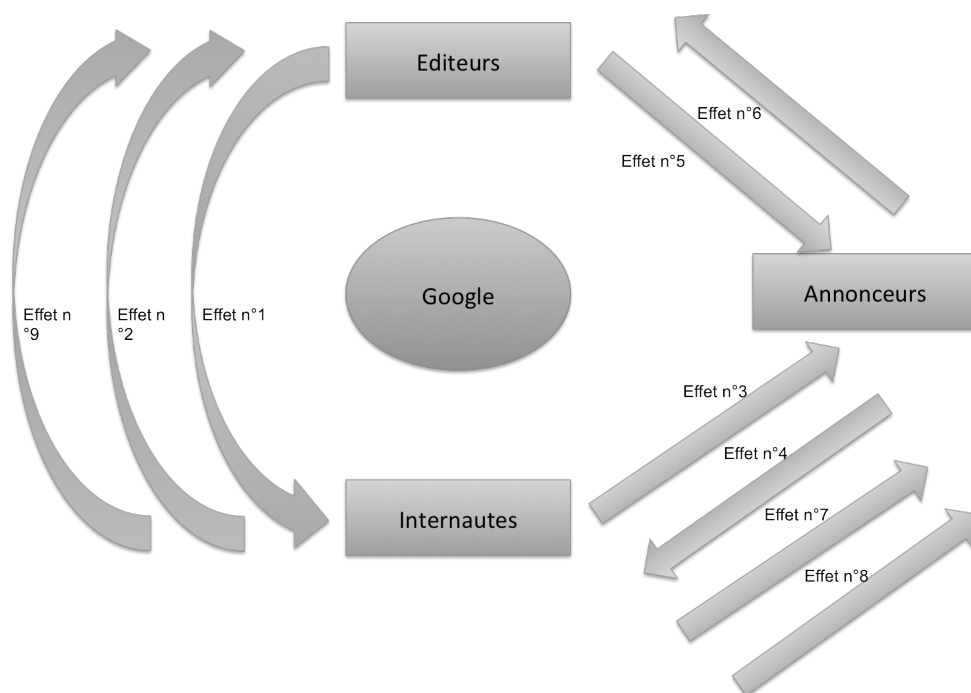 Editeurs
Effet n°6
Effet n°5
Google
Annonceurs
Effet n
°9
Effet n
°2
Effet n°1
Effet n°3
Effet n°4
Internautes
Effet n°7
Effet n°8